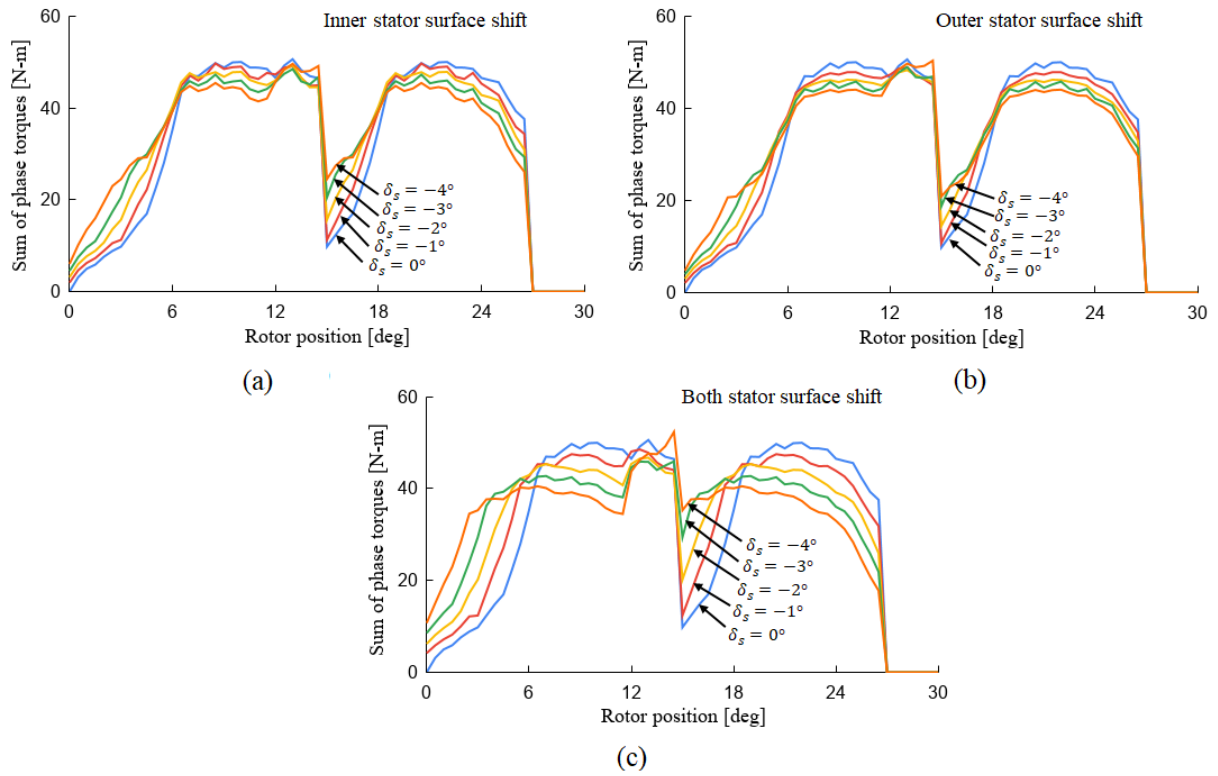 Inner stator surface shift
Sum of phase torques [N-m]
60
40
20
0
δₛ = −4°
δₛ = −3°
δₛ = −2°
δₛ = −1°
δₛ = 0°
0 6 12 18 24 30
Rotor position [deg]
(a)
Outer stator surface shift
Sum of phase torques [N-m]
60
40
20
0
δₛ = −4°
δₛ = −3°
δₛ = −2°
δₛ = −1°
δₛ = 0°
0 6 12 18 24 30
Rotor position [deg]
(b)
Both stator surface shift
Sum of phase torques [N-m]
60
40
20
0
δₛ = −4°
δₛ = −3°
δₛ = −2°
δₛ = −1°
δₛ = 0°
0 6 12 18 24 30
Rotor position [deg]
(c)